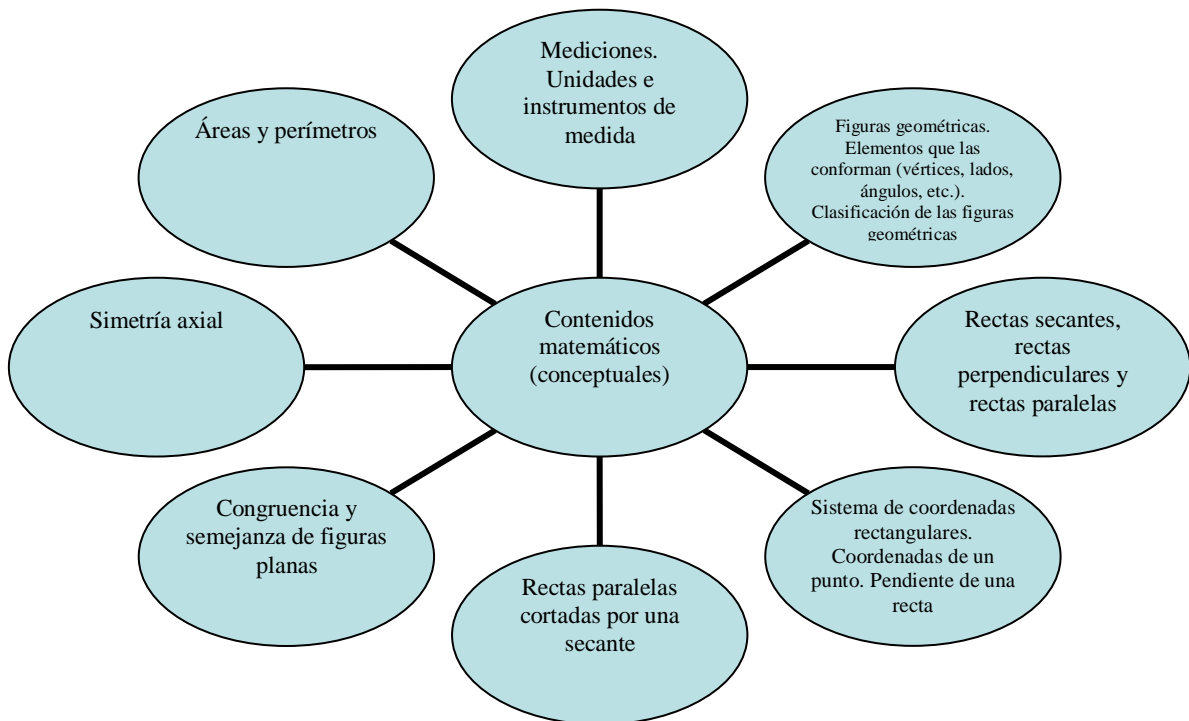 Mediciones.
Unidades e
instrumentos de
medida
Áreas y perímetros
Figuras geométricas.
Elementos que las
conforman (vértices, lados,
ángulos, etc.).
Clasificación de las figuras
geométricas
Simetría axial
Contenidos
matemáticos
(conceptuales)
Rectas secantes,
rectas
perpendiculares y
rectas paralelas
Congruencia y
semejanza de figuras
planas
Sistema de coordenadas
rectangulares.
Coordenadas de un
punto. Pendiente de una
recta
Rectas paralelas
cortadas por una
secante